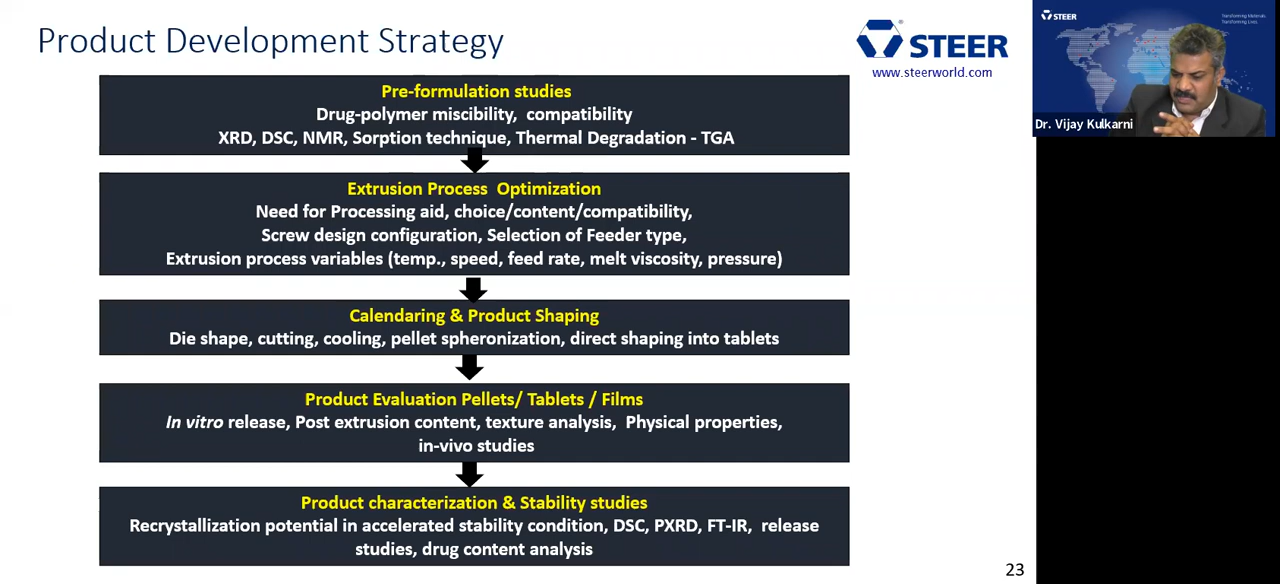 Product Development Strategy
STEER
www.steerworld.com
Pre-formulation studies
Drug-polymer miscibility, compatibility
XRD, DSC, NMR, Sorption technique, Thermal Degradation - TGA
Extrusion Process Optimization
Need for Processing aid, choice/content/compatibility,
Screw design configuration, Selection of Feeder type,
Extrusion process variables (temp., speed, feed rate, melt viscosity, pressure)
Calendaring & Product Shaping
Die shape, cutting, cooling, pellet spheronization, direct shaping into tablets
Product Evaluation Pellets/ Tablets / Films
In vitro release, Post extrusion content, texture analysis, Physical properties,
in-vivo studies
Product characterization & Stability studies
Recrystallization potential in accelerated stability condition, DSC, PXRD, FT-IR, release
studies, drug content analysis
23
STEER
Transforming Materials.
Transforming Lives.
Dr. Vijay Kulkarni